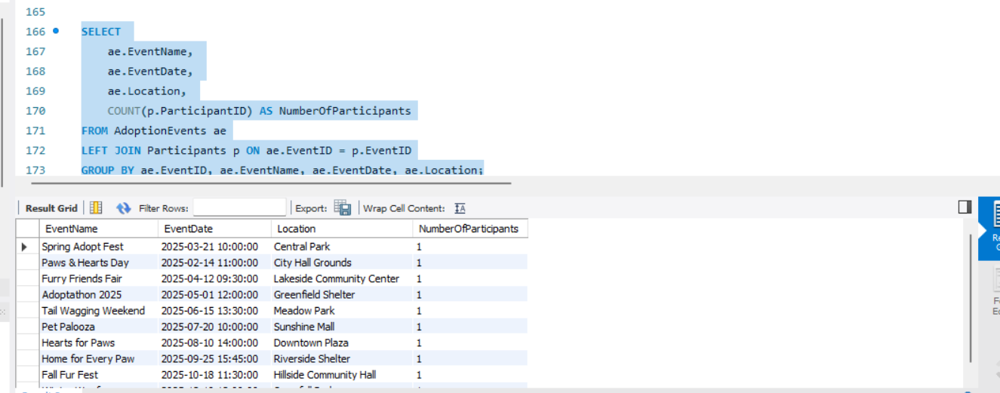 165
166 SELECT
167 ae.EventName,
168 ae.EventDate,
169 ae.Location,
170 COUNT(p.ParticipantID) AS NumberOfParticipants
171 FROM AdoptionEvents ae
172 LEFT JOIN Participants p ON ae.EventID = p.EventID
173 GROUP BY ae.EventID, ae.EventName, ae.EventDate, ae.Location;
Result Grid Filter Rows: Export: Wrap Cell Content: IA
EventName EventDate Location NumberOfParticipants
Spring Adopt Fest 2025-03-21 10:00:00 Central Park 1
Paws & Hearts Day 2025-02-14 11:00:00 City Hall Grounds 1
Furry Friends Fair 2025-04-12 09:30:00 Lakeside Community Center 1
Adoptathon 2025 2025-05-01 12:00:00 Greenfield Shelter 1
Tail Wagging Weekend 2025-06-15 13:30:00 Meadow Park 1
Pet Palooza 2025-07-20 10:00:00 Sunshine Mall 1
Hearts for Paws 2025-08-10 14:00:00 Downtown Plaza 1
Home for Every Paw 2025-09-25 15:45:00 Riverside Shelter 1
Fall Fur Fest 2025-10-18 11:30:00 Hillside Community Hall 1